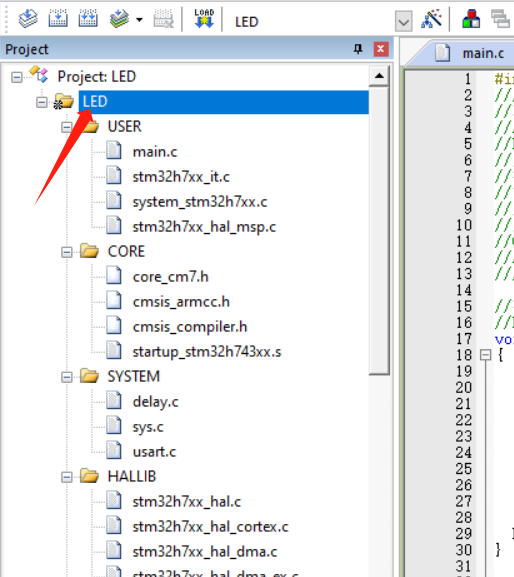 LOAD
LED
Project
main.c
Project: LED
LED
USER
main.c
stm32h7xx_it.c
system_stm32h7xx.c
stm32h7xx_hal_msp.c
CORE
core_cm7.h
cmsis_armcc.h
cmsis_compiler.h
startup_stm32h743xx.s
SYSTEM
delay.c
sys.c
usart.c
HALLIB
stm32h7xx_hal.c
stm32h7xx_hal_cortex.c
stm32h7xx_hal_dma.c
stm32h7xx_hal_dma_ex.c
1 #i
2 //
3 //
4 //
5 //
6 //
7 //
8 //
9 //
10 //
11 //
12 //
13 //
14
15 //
16 //
17 vo
18 {
19
20
21
22
23
24
25
26
27
28
29
30 }
31